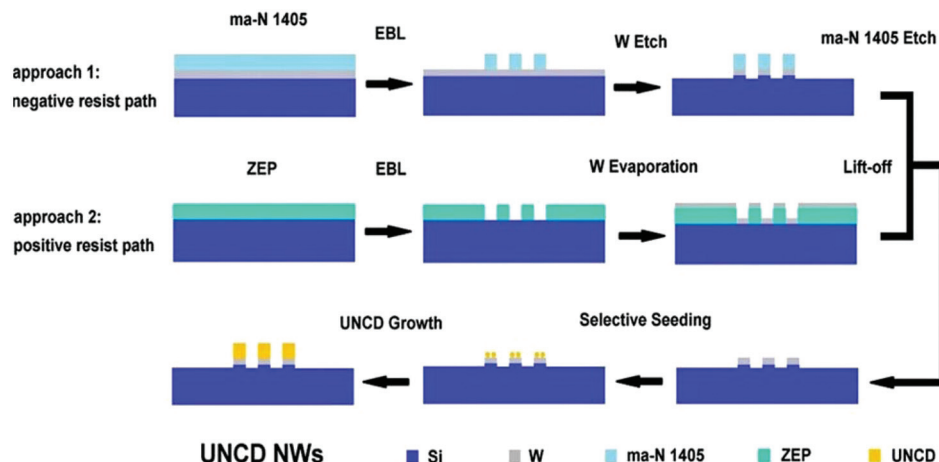 ma-N 1405
EBL
W Etch
ma-N 1405 Etch
approach 1:
negative resist path
ZEP
EBL
W Evaporation
Lift-off
approach 2:
positive resist path
UNCD Growth
Selective Seeding
UNCD NWs
Si
W
ma-N 1405
ZEP
UNCD